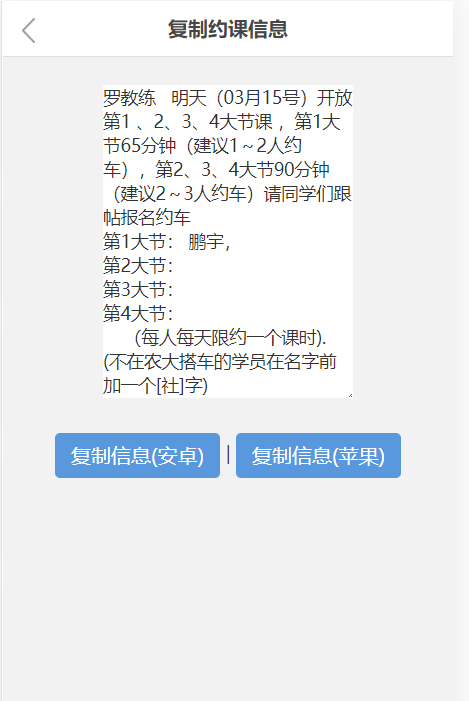 复制约课信息
罗教练   明天（03月15号）开放
第1 、2、3、4大节课 ，第1大
节65分钟（建议1～2人约
车），第2、3、4大节90分钟
（建议2～3人约车）请同学们跟
帖报名约车
第1大节： 鹏宇，
第2大节：
第3大节：
第4大节：
（每人每天限约一个课时).
(不在农大搭车的学员在名字前
加一个[社]字)
复制信息(安卓) | 复制信息(苹果)